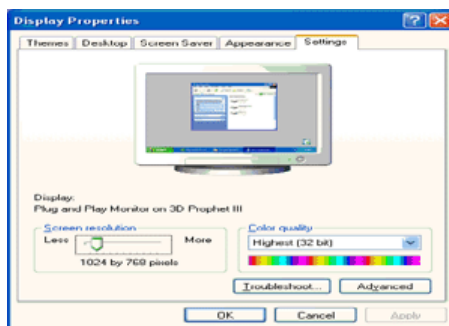 Display Properties
Themes Desktop Screen Saver Appearance Settings
Display:
Plug and Play Monitor on 3D Prophet III
Screen resolution
Less More
1024 by 768 pixels
Color quality
Highest (32 bit)
Troubleshoot... Advanced
OK Cancel Apply